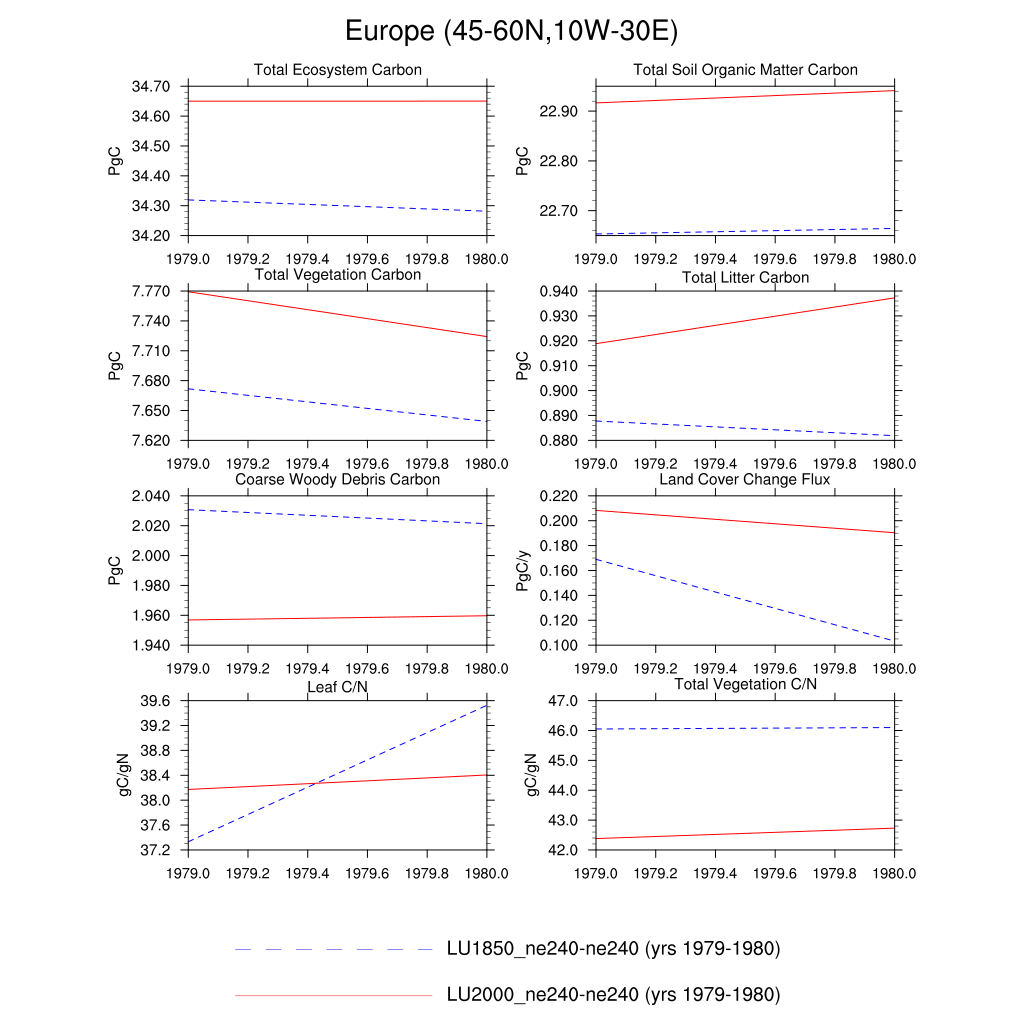 Europe (45-60N,10W-30E)
Total Ecosystem Carbon
34.70
34.60
34.50
34.40
34.30
34.20
PgC
1979.0 1979.2 1979.4 1979.6 1979.8 1980.0
Total Soil Organic Matter Carbon
22.90
22.80
22.70
PgC
1979.0 1979.2 1979.4 1979.6 1979.8 1980.0
Total Vegetation Carbon
7.770
7.740
7.710
7.680
7.650
7.620
PgC
1979.0 1979.2 1979.4 1979.6 1979.8 1980.0
Total Litter Carbon
0.940
0.930
0.920
0.910
0.900
0.890
0.880
PgC
1979.0 1979.2 1979.4 1979.6 1979.8 1980.0
Coarse Woody Debris Carbon
2.040
2.020
2.000
1.980
1.960
1.940
PgC
1979.0 1979.2 1979.4 1979.6 1979.8 1980.0
Land Cover Change Flux
0.220
0.200
0.180
0.160
0.140
0.120
0.100
PgC/y
1979.0 1979.2 1979.4 1979.6 1979.8 1980.0
Leaf C/N
39.6
39.2
38.8
38.4
38.0
37.6
37.2
gC/gN
1979.0 1979.2 1979.4 1979.6 1979.8 1980.0
Total Vegetation C/N
47.0
46.0
45.0
44.0
43.0
42.0
gC/gN
1979.0 1979.2 1979.4 1979.6 1979.8 1980.0
LU1850_ne240-ne240 (yrs 1979-1980)
LU2000_ne240-ne240 (yrs 1979-1980)